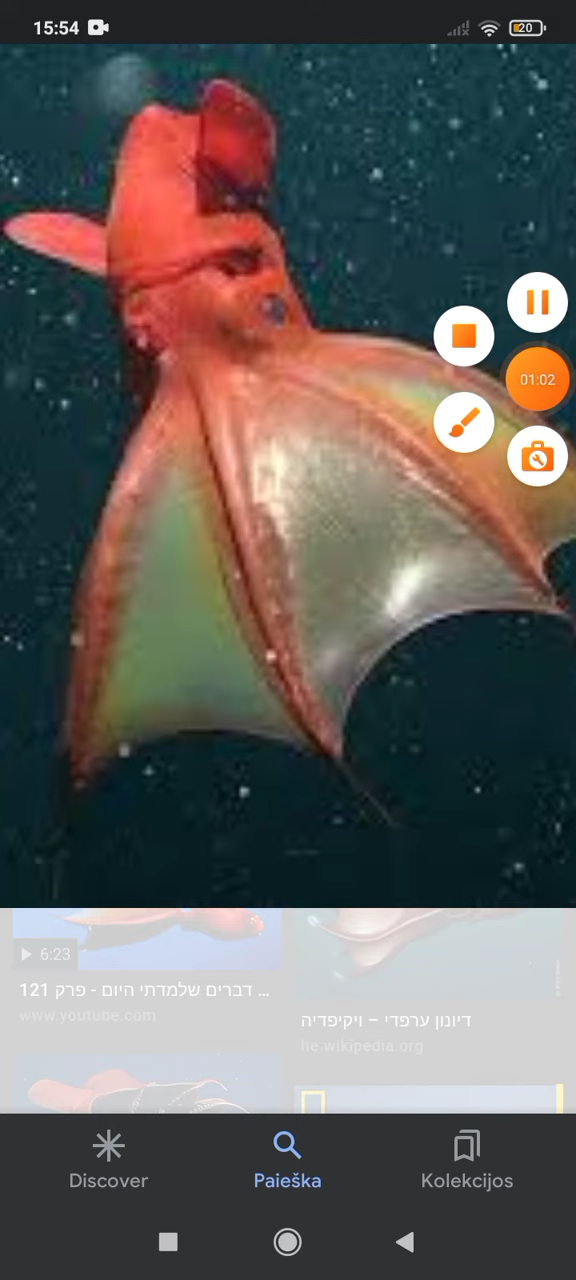 15:54
20
01:02
6:23
דברים שלמדתי היום - פרק 121 ...
www.youtube.com
דיונון ערפדי – ויקיפדיה
he.wikipedia.org
Discover
Paieška
Kolekcijos